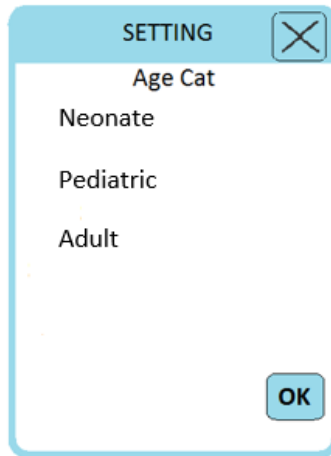 SETTING
Age Cat
Neonate
Pediatric
Adult
OK